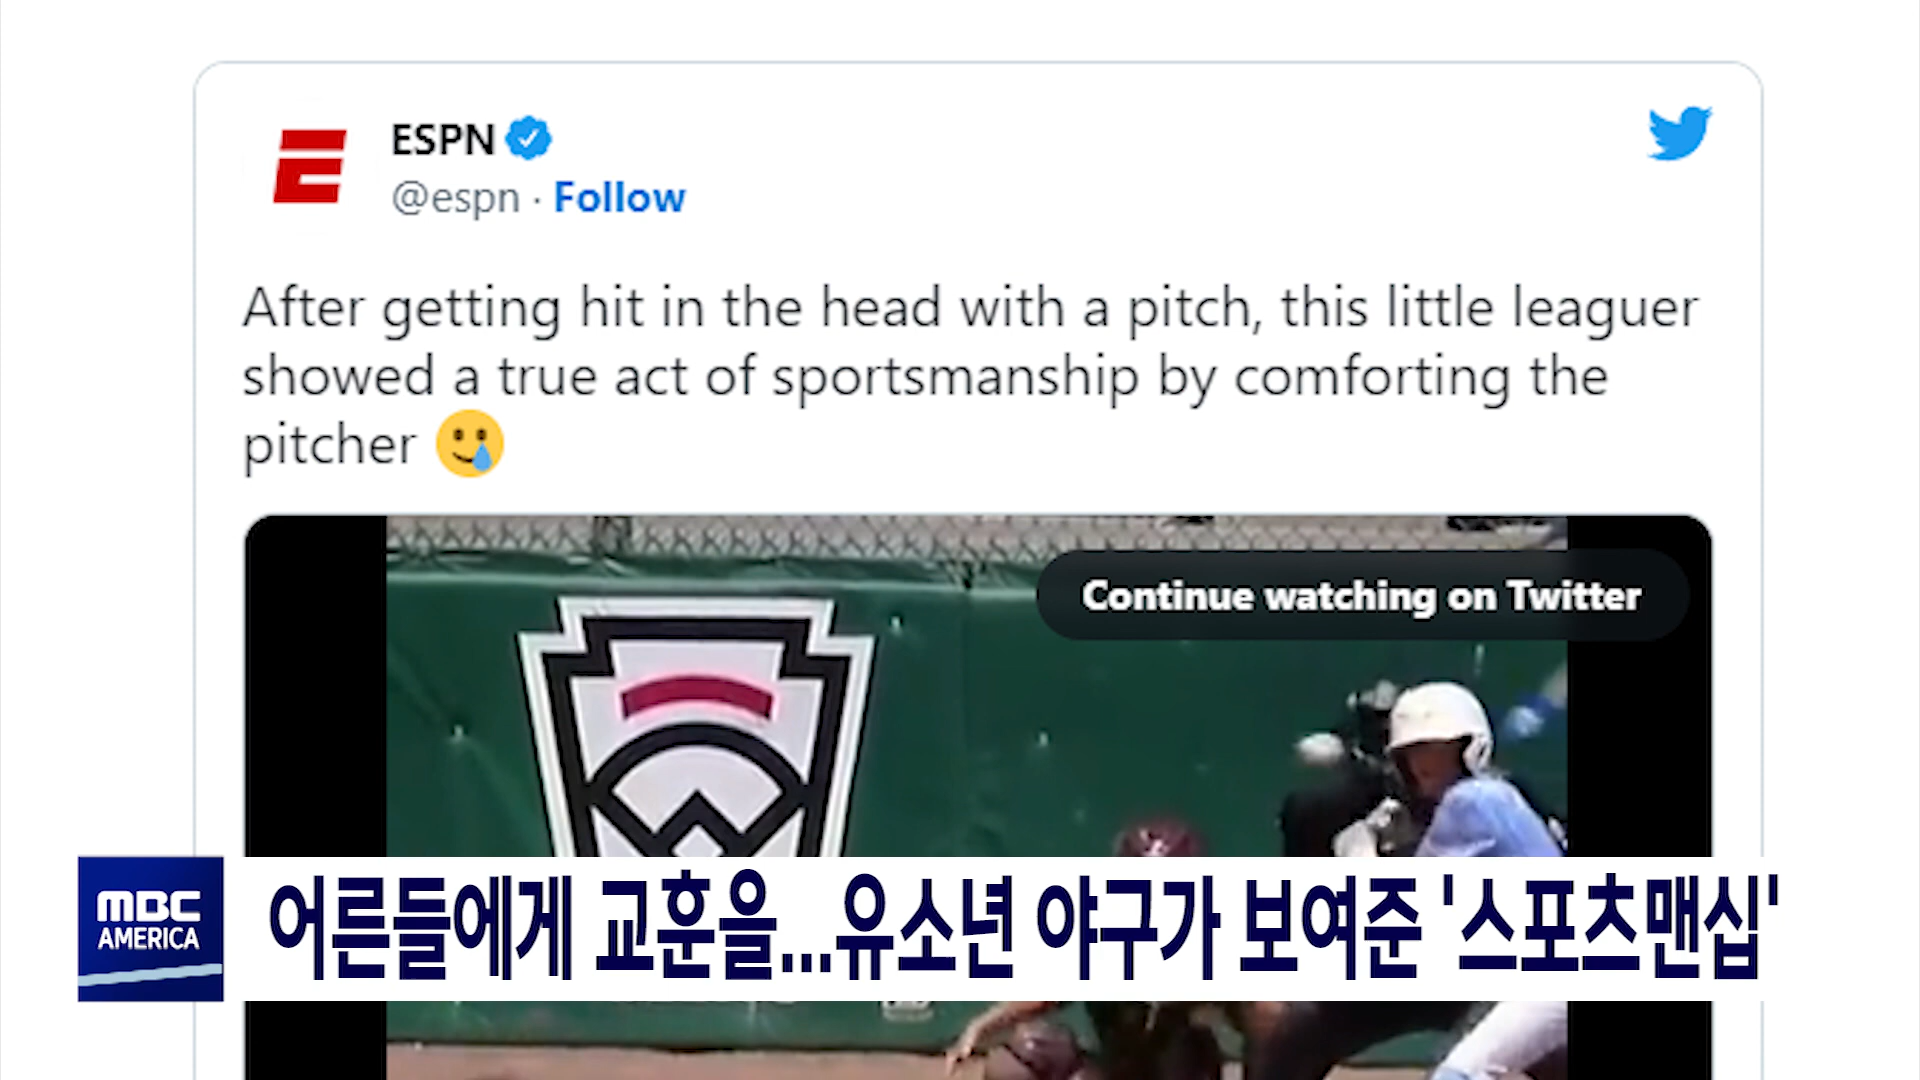 ESPN
@espn · Follow
After getting hit in the head with a pitch, this little leaguer
showed a true act of sportsmanship by comforting the
pitcher 🥲
Continue watching on Twitter
MBC
AMERICA
어른들에게 교훈을...유소년 야구가 보여준 '스포츠맨십'